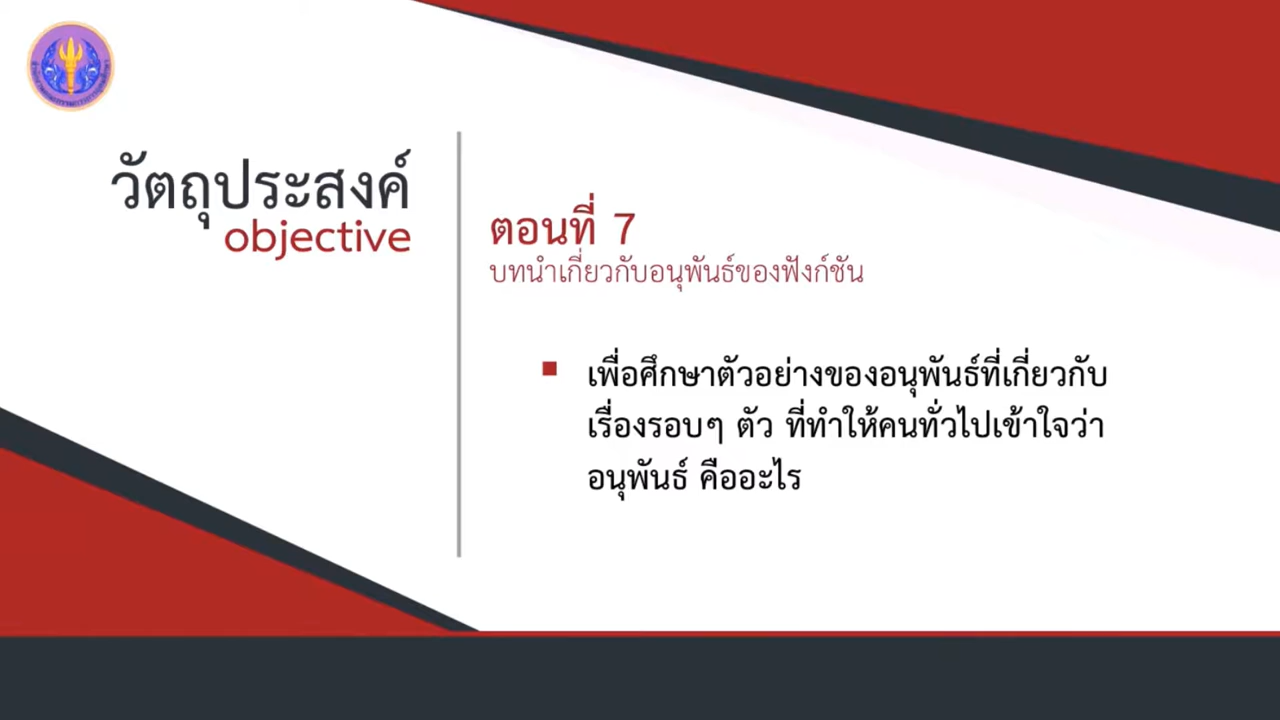 วัตถุประสงค์
objective
ตอนที่ 7
บทนำเกี่ยวกับอนุพันธ์ของฟังก์ชัน
เพื่อศึกษาตัวอย่างของอนุพันธ์ที่เกี่ยวกับ
เรื่องรอบๆ ตัว ที่ทำให้คนทั่วไปเข้าใจว่า
อนุพันธ์ คืออะไร